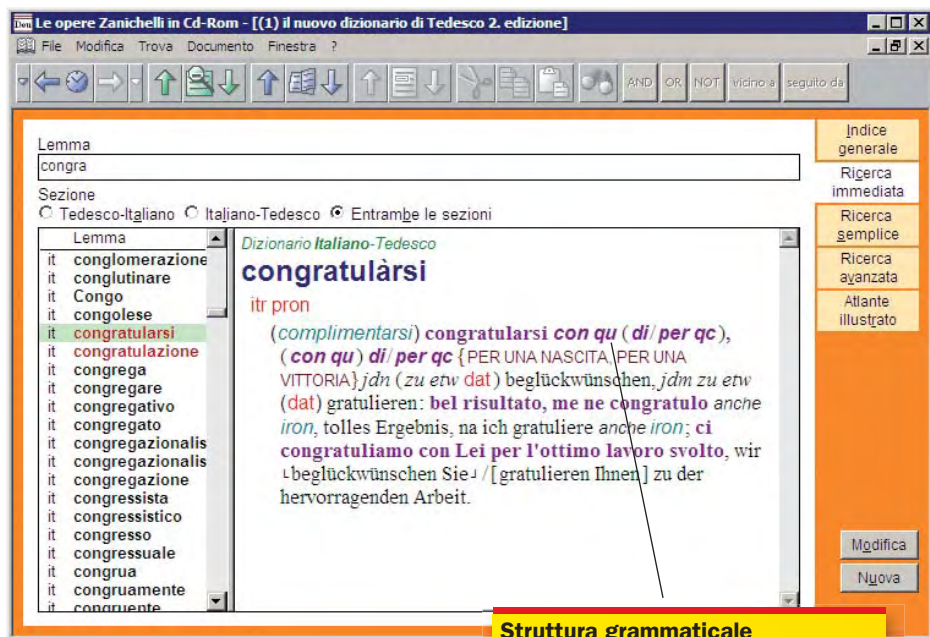 Le opere Zanichelli in Cd-Rom - [(1) il nuovo dizionario di Tedesco 2. edizione]
File Modifica Trova Documento Finestra ?
AND OR NOT vicino a seguito da
Lemma
congra
Sezione
Tedesco-Italiano Italiano-Tedesco Entrambe le sezioni
Lemma
it conglomerazione
it conglutinare
it Congo
it congolese
it congratularsi
it congratulazione
it congrega
it congregare
it congregativo
it congregato
it congregazionalis
it congregazionalis
it congregazione
it congressista
it congressistico
it congresso
it congressuale
it congrua
it congruamente
it congruente
Dizionario Italiano-Tedesco
congratulàrsi
itr pron
(complimentarsi) congratularsi con qu (di/per qc),
(con qu) di/per qc {PER UNA NASCITA, PER UNA
VITTORIA} jdn (zu etw dat) beglückwünschen, jdm zu etw
(dat) gratulieren: bel risultato, me ne congratulo anche
iron, tolles Ergebnis, na ich gratuliere anche iron; ci
congratuliamo con Lei per l'ottimo lavoro svolto, wir
⌞beglückwünschen Sie⌟/[gratulieren Ihnen] zu der
hervorragenden Arbeit.
Indice
generale
Ricerca
immediata
Ricerca
semplice
Ricerca
avanzata
Atlante
illustrato
Modifica
Nuova
Struttura grammaticale